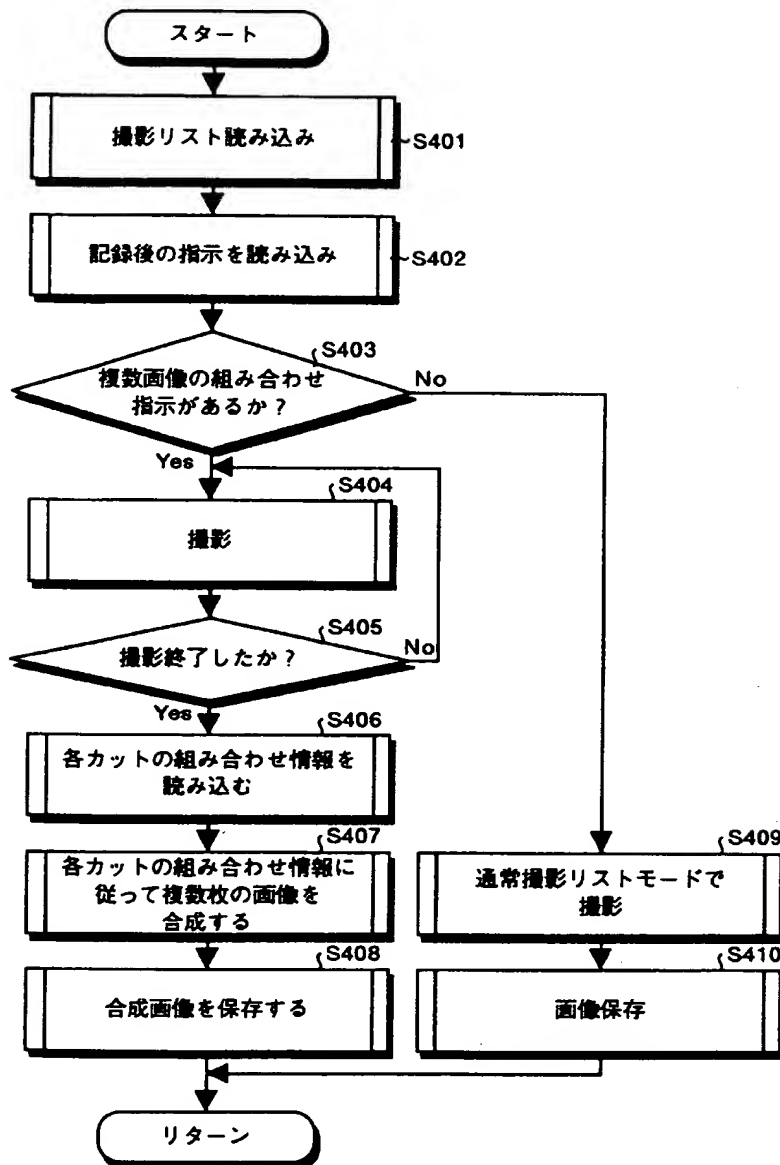 スタート
撮影リスト読み込み
S401
記録後の指示を読み込み
S402
S403
複数画像の組み合わせ
指示があるか？
No
Yes
S404
撮影
S405
撮影終了したか？
No
Yes
S406
各カットの組み合わせ情報を
読み込む
S407
各カットの組み合わせ情報に
従って複数枚の画像を
合成する
S408
合成画像を保存する
S409
通常撮影リストモードで
撮影
S410
画像保存
リターン